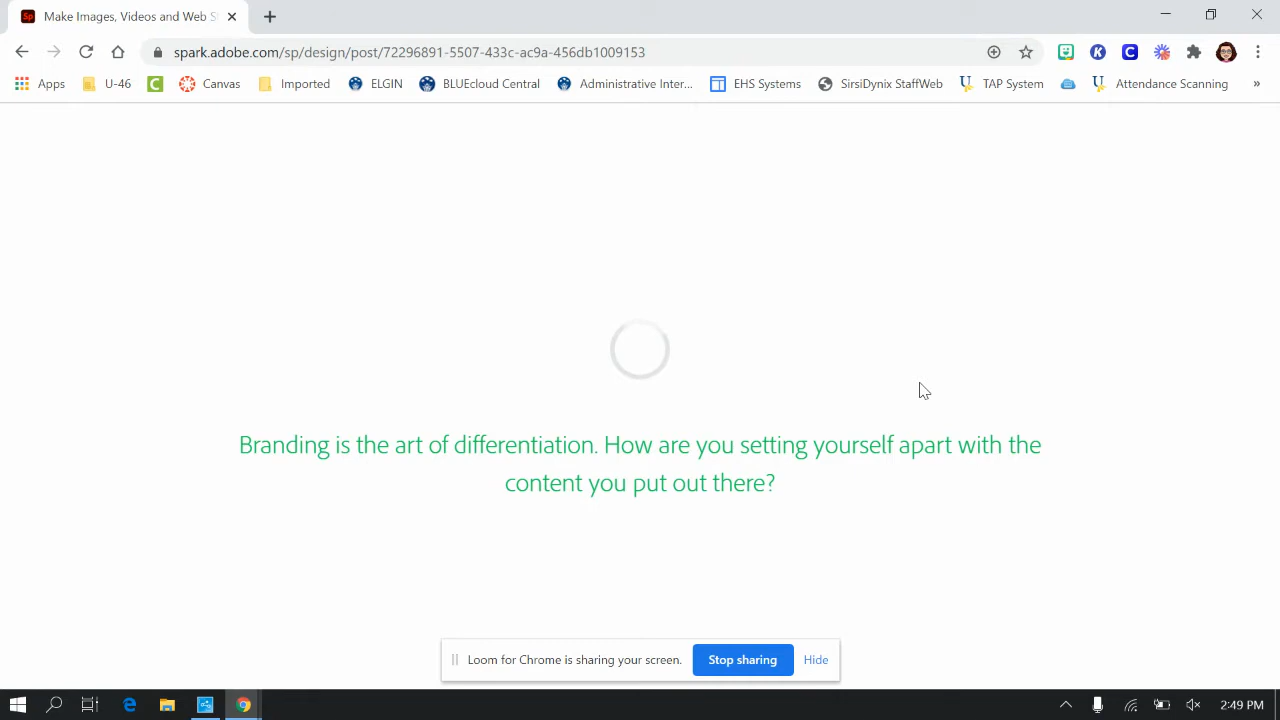 Sp Make Images, Videos and Web S
spark.adobe.com/sp/design/post/72296891-5507-433c-ac9a-456db1009153
K C
Apps U-46 C Canvas Imported ELGIN BLUEcloud Central Administrative Inter... EHS Systems SirsiDynix StaffWeb TAP System Attendance Scanning »
Branding is the art of differentiation. How are you setting yourself apart with the
content you put out there?
Loom for Chrome is sharing your screen. Stop sharing Hide
2:49 PM